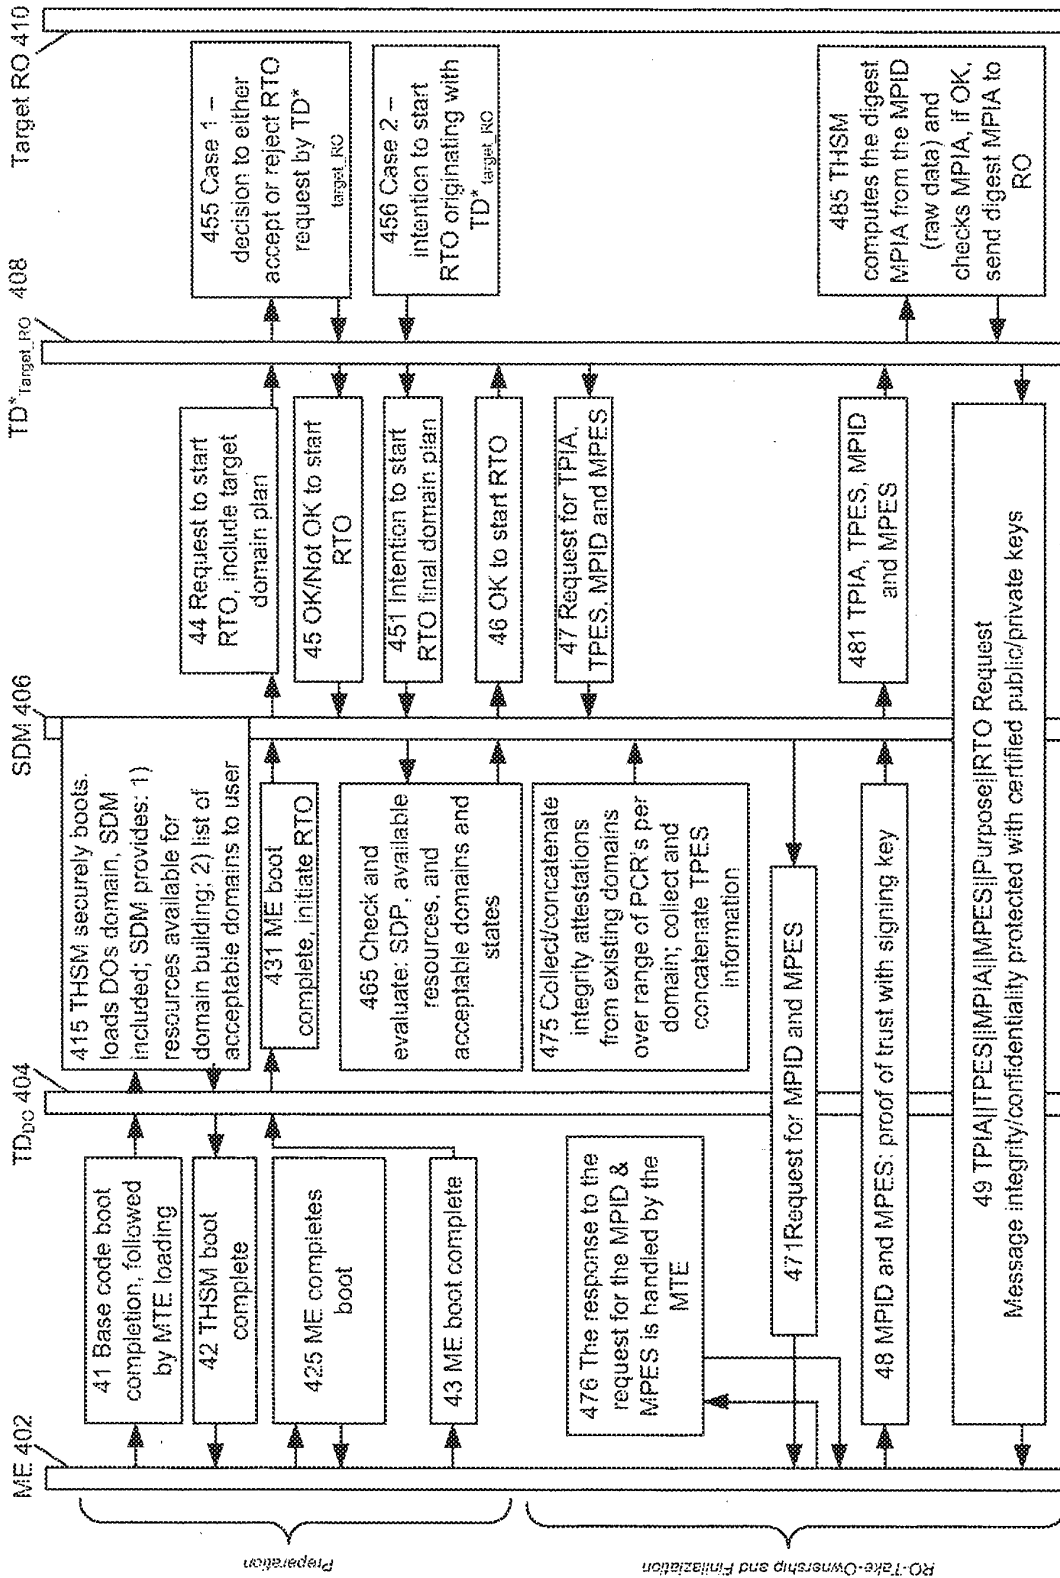 ME 402
TD_DO 404
SDM 406
TD*_Target_RO 408
Target RO 410
Preparation
41 Base code boot
completion, followed
by MTE loading
415 THSM securely boots.
loads DOs domain, SDM
included; SDM provides: 1)
resources available for
domain building; 2) list of
acceptable domains to user
42 THSM boot
complete
425 ME completes
boot
43 ME boot complete
431 ME boot
complete, initiate RTO
44 Request to start
RTO, include target
domain plan
455 Case 1 –
decision to either
accept or reject RTO
request by TD*
target_RO
45 OK/Not OK to start
RTO
456 Case 2 –
intention to start
RTO originating with
TD*target_RO
451 Intention to start
RTO final domain plan
465 Check and
evaluate: SDP, available
resources, and
acceptable domains and
states
46 OK to start RTO
RO-Take-Ownership and Finilaziation
47 Request for TPIA,
TPES, MPID and MPES
475 Collect/concatenate
integrity attestations
from existing domains
over range of PCR's per
domain; collect and
concatenate TPES
information
471Request for MPID and MPES
476 The response to the
request for the MPID &
MPES is handled by the
MTE
48 MPID and MPES: proof of trust with signing key
481 TPIA, TPES, MPID
and MPES
485 THSM
computes the digest
MPIA from the MPID
(raw data) and
checks MPIA, if OK,
send digest MPIA to
RO
49 TPIA||TPES||MPIA||MPES||Purpose||RTO Request
Message integrity/confidentiality protected with certified public/private keys